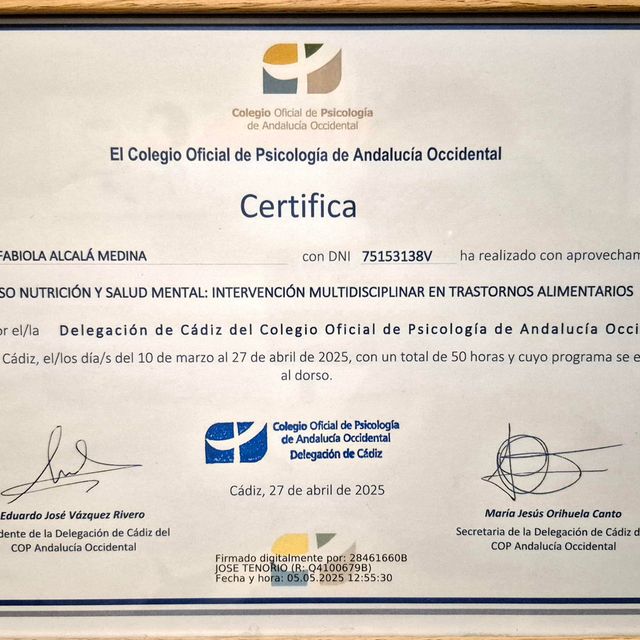 Colegio Oficial de Psicología
de Andalucía Occidental
El Colegio Oficial de Psicología de Andalucía Occidental
Certifica
FABIOLA ALCALÁ MEDINA con DNI 75153138V ha realizado con aprovecham
SO NUTRICIÓN Y SALUD MENTAL: INTERVENCIÓN MULTIDISCIPLINAR EN TRASTORNOS ALIMENTARIOS
or el/la Delegación de Cádiz del Colegio Oficial de Psicología de Andalucía Occi
Cádiz, el/los día/s del 10 de marzo al 27 de abril de 2025, con un total de 50 horas y cuyo programa se e
al dorso.
Colegio Oficial de Psicología
de Andalucía Occidental
Delegación de Cádiz
Cádiz, 27 de abril de 2025
Eduardo José Vázquez Rivero
dente de la Delegación de Cádiz del
COP Andalucía Occidental
María Jesús Orihuela Canto
Secretaria de la Delegación de Cádiz d
COP Andalucía Occidental
Firmado digitalmente por: 28461660B
JOSE TENORIO (R: Q4100679B)
Fecha y hora: 05.05.2025 12:55:30